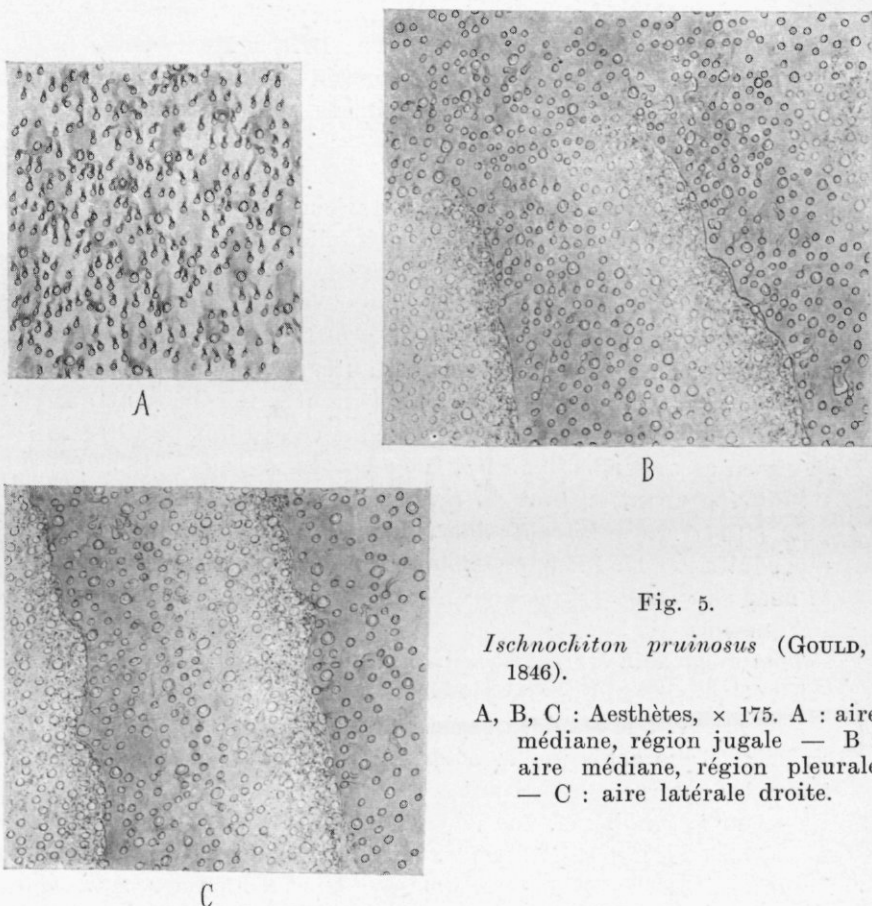 A
B
C
Fig. 5.
Ischnochiton pruinosus (GOULD,
1846).
A, B, C : Aesthètes, × 175. A : aire
médiane, région jugale — B :
aire médiane, région pleurale
— C : aire latérale droite.